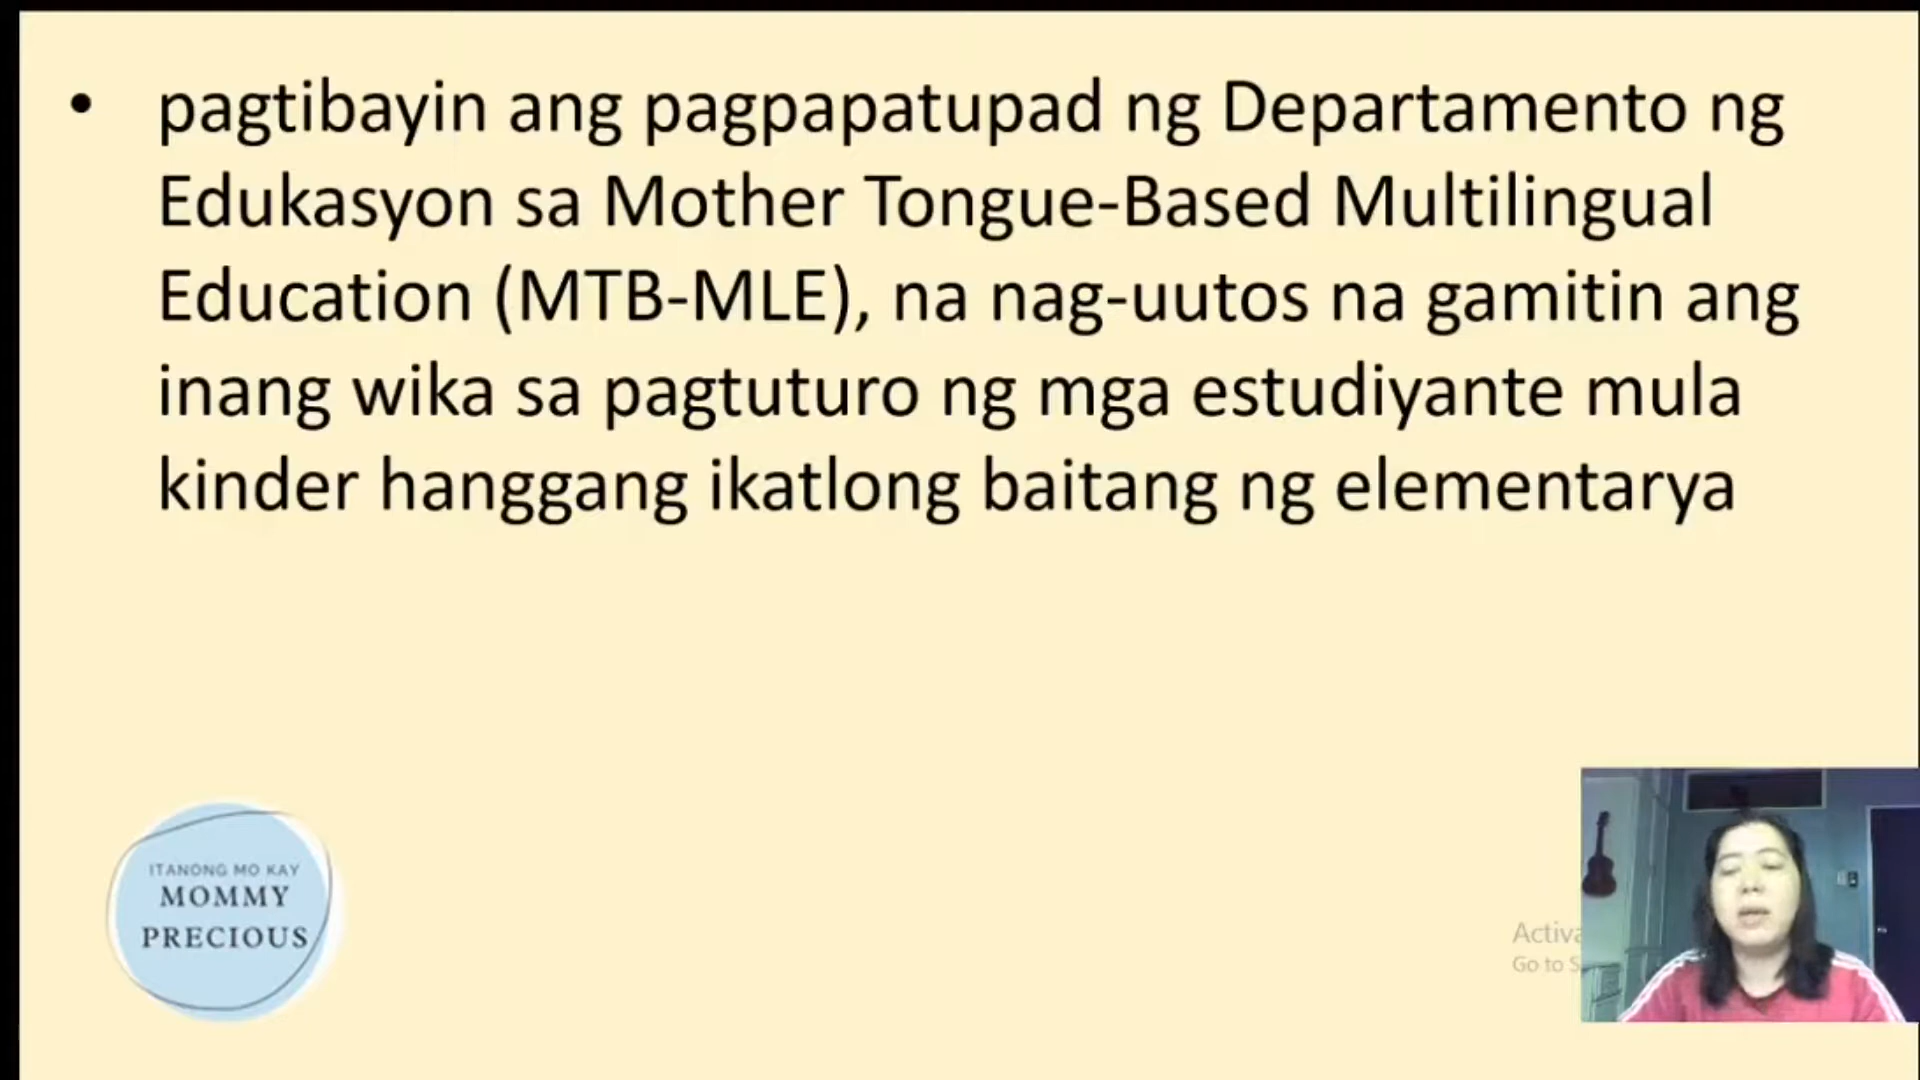 • pagtibayin ang pagpapatupad ng Departamento ng
Edukasyon sa Mother Tongue-Based Multilingual
Education (MTB-MLE), na nag-uutos na gamitin ang
inang wika sa pagtuturo ng mga estudiyante mula
kinder hanggang ikatlong baitang ng elementarya
ITANONG MO KAY
MOMMY
PRECIOUS
Go to